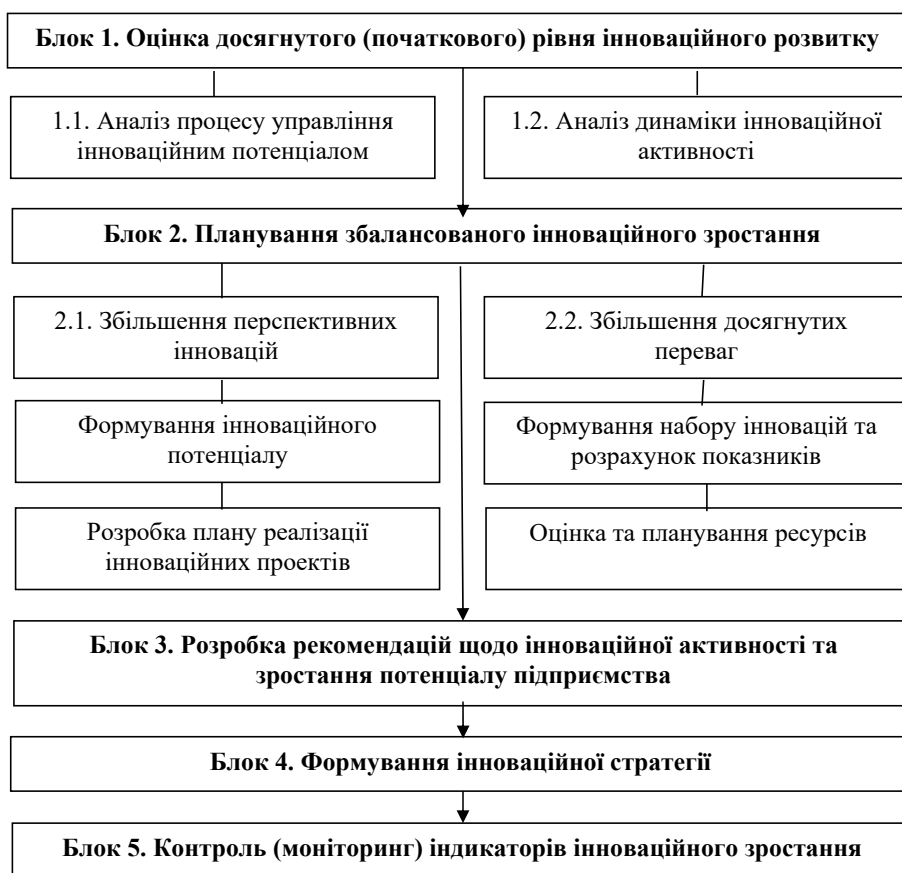 Блок 1. Оцінка досягнутого (початкового) рівня інноваційного розвитку
1.1. Аналіз процесу управління
інноваційним потенціалом
1.2. Аналіз динаміки інноваційної
активності
Блок 2. Планування збалансованого інноваційного зростання
2.1. Збільшення перспективних
інновацій
2.2. Збільшення досягнутих
переваг
Формування інноваційного
потенціалу
Формування набору інновацій та
розрахунок показників
Розробка плану реалізації
інноваційних проектів
Оцінка та планування ресурсів
Блок 3. Розробка рекомендацій щодо інноваційної активності та
зростання потенціалу підприємства
Блок 4. Формування інноваційної стратегії
Блок 5. Контроль (моніторинг) індикаторів інноваційного зростання